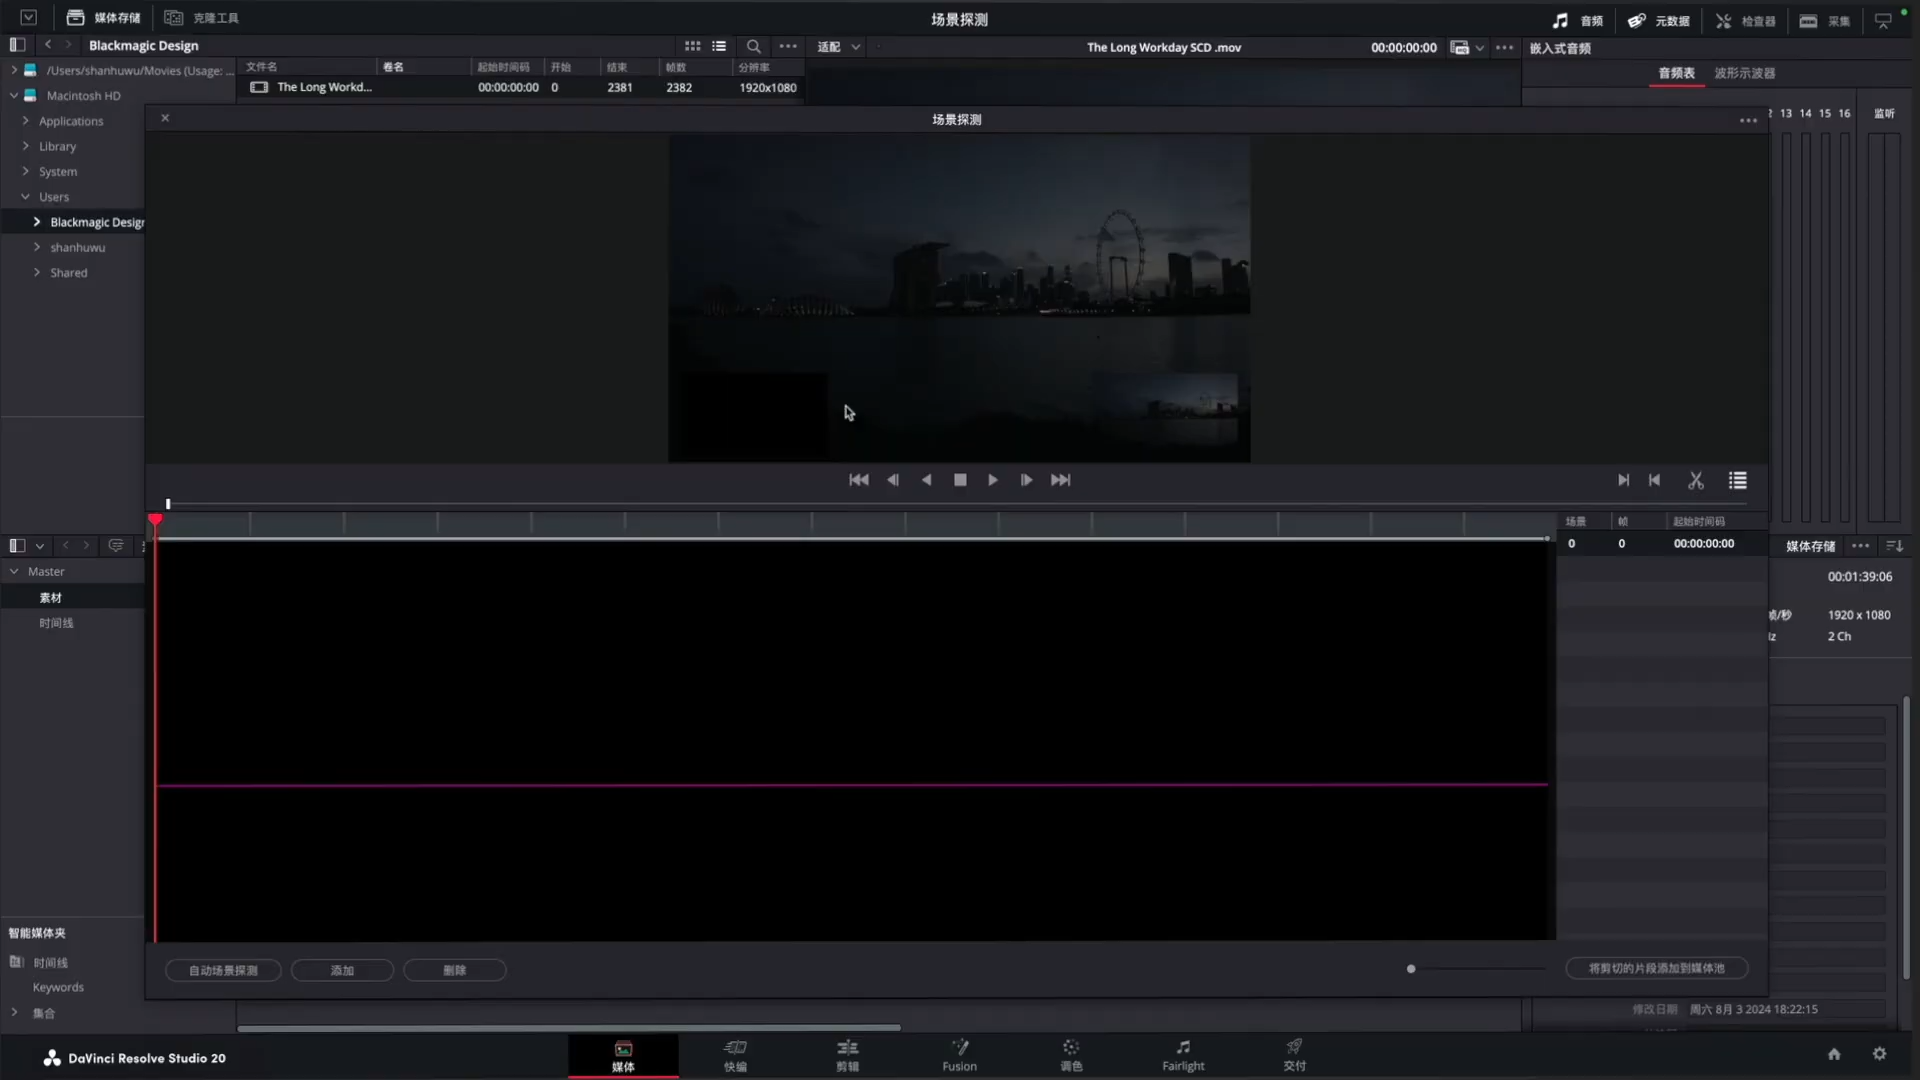 媒体存储
克隆工具
场景探测
音频
元数据
检查器
采集
Blackmagic Design
适配
The Long Workday SCD .mov
00:00:00:00
嵌入式音频
/Users/shanhuwu/Movies (Usage: ...
文件名
卷名
起始时间码
开始
结束
帧数
分辨率
音频表
波形示波器
The Long Workd...
00:00:00:00
0
2381
2382
1920x1080
Macintosh HD
Applications
Library
System
Users
Blackmagic Design
shanhuwu
Shared
场景探测
13
14
15
16
监听
场景
帧
起始时间码
0
0
00:00:00:00
媒体存储
Master
素材
时间线
00:01:39:06
帧/秒
1920 x 1080
2 Ch
智能媒体夹
时间线
Keywords
集合
自动场景探测
添加
删除
将剪切的片段添加到媒体池
修改日期
周六 8月 3 2024 18:22:15
DaVinci Resolve Studio 20
媒体
快编
剪辑
Fusion
调色
Fairlight
交付